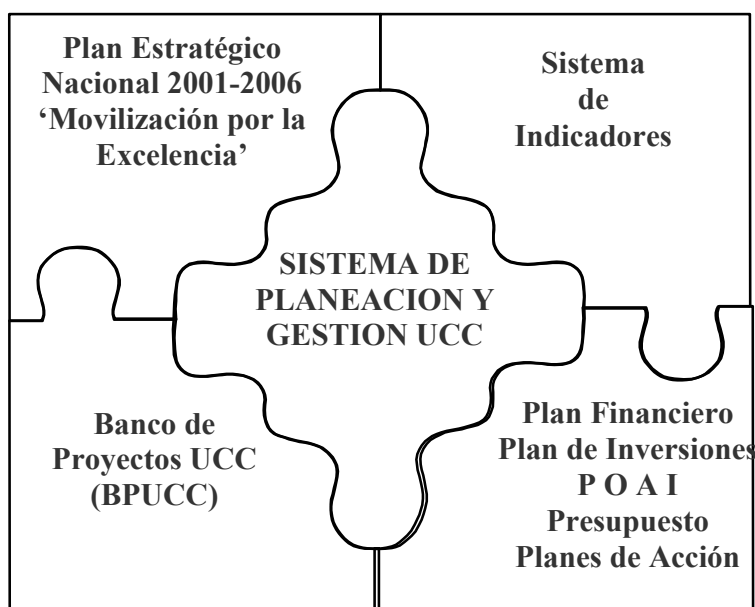 Plan Estratégico
Nacional 2001-2006
‘Movilización por la
Excelencia’
Sistema
de
Indicadores
SISTEMA DE
PLANEACION Y
GESTION UCC
Banco de
Proyectos UCC
(BPUCC)
Plan Financiero
Plan de Inversiones
P O A I
Presupuesto
Planes de Acción